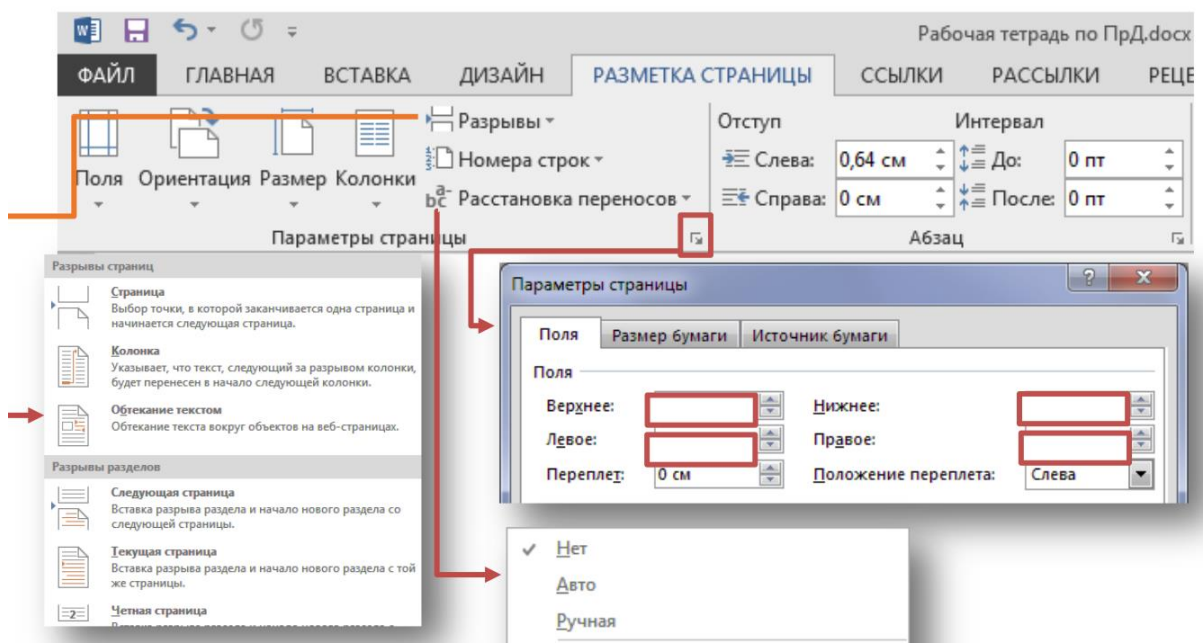 Рабочая тетрадь по ПрД.docx
ФАЙЛ ГЛАВНАЯ ВСТАВКА ДИЗАЙН РАЗМЕТКА СТРАНИЦЫ ССЫЛКИ РАССЫЛКИ РЕЦЕ
Разрывы
Номера строк
Расстановка переносов
Поля Ориентация Размер Колонки
Параметры страницы
Отступ Интервал
Слева: 0,64 см До: 0 пт
Справа: 0 см После: 0 пт
Абзац
Разрывы страниц
Страница
Выбор точки, в которой заканчивается одна страница и
начинается следующая страница.
Колонка
Указывает, что текст, следующий за разрывом колонки,
будет перенесен в начало следующей колонки.
Обтекание текстом
Обтекание текста вокруг объектов на веб-страницах.
Разрывы разделов
Следующая страница
Вставка разрыва раздела и начало нового раздела со
следующей страницы.
Текущая страница
Вставка разрыва раздела и начало нового раздела с той
же страницы.
Четная страница
Параметры страницы
Поля Размер бумаги Источник бумаги
Поля
Верхнее: Нижнее:
Левое: Правое:
Переплет: 0 см Положение переплета: Слева
Нет
Авто
Ручная